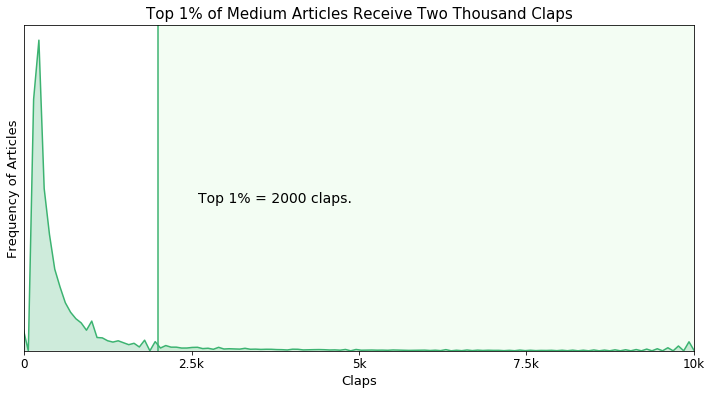 Top 1% of Medium Articles Receive Two Thousand Claps
Frequency of Articles
Top 1% = 2000 claps.
0
2.5k
5k
7.5k
10k
Claps